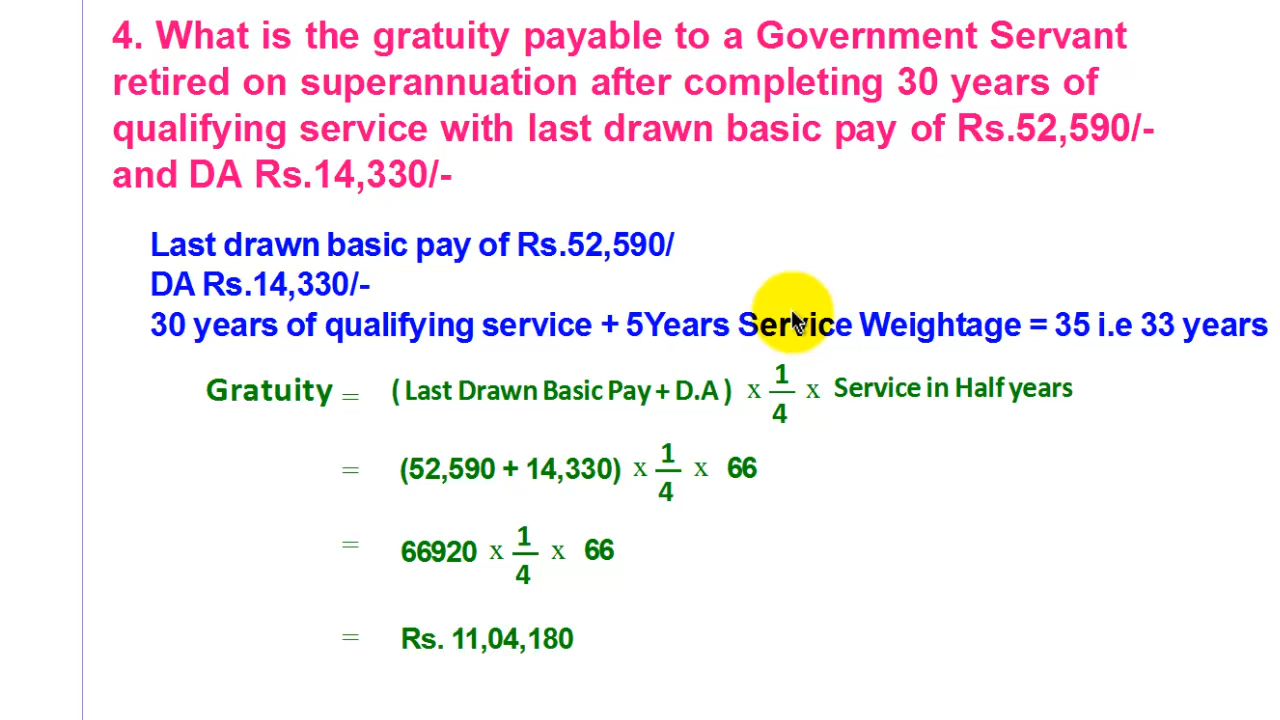 4. What is the gratuity payable to a Government Servant
retired on superannuation after completing 30 years of
qualifying service with last drawn basic pay of Rs.52,590/-
and DA Rs.14,330/-
Last drawn basic pay of Rs.52,590/
DA Rs.14,330/-
30 years of qualifying service + 5Years Service Weightage = 35 i.e 33 years
Gratuity = ( Last Drawn Basic Pay + D.A ) x 1/4 x Service in Half years
= (52,590 + 14,330) x 1/4 x 66
= 66920 x 1/4 x 66
= Rs. 11,04,180